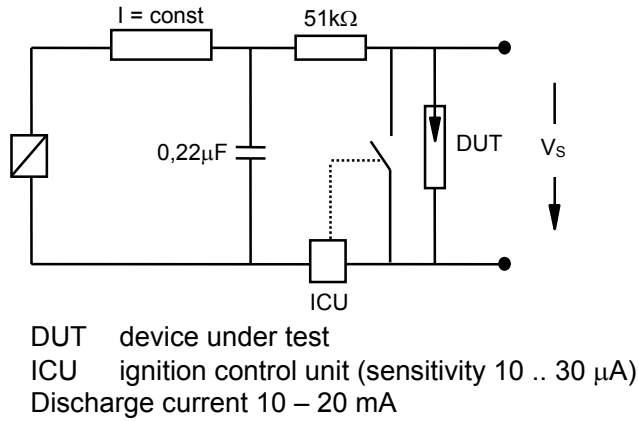 I = const
51kΩ
0,22μF
DUT
VS
ICU
DUT device under test
ICU ignition control unit (sensitivity 10 .. 30 μA)
Discharge current 10 – 20 mA